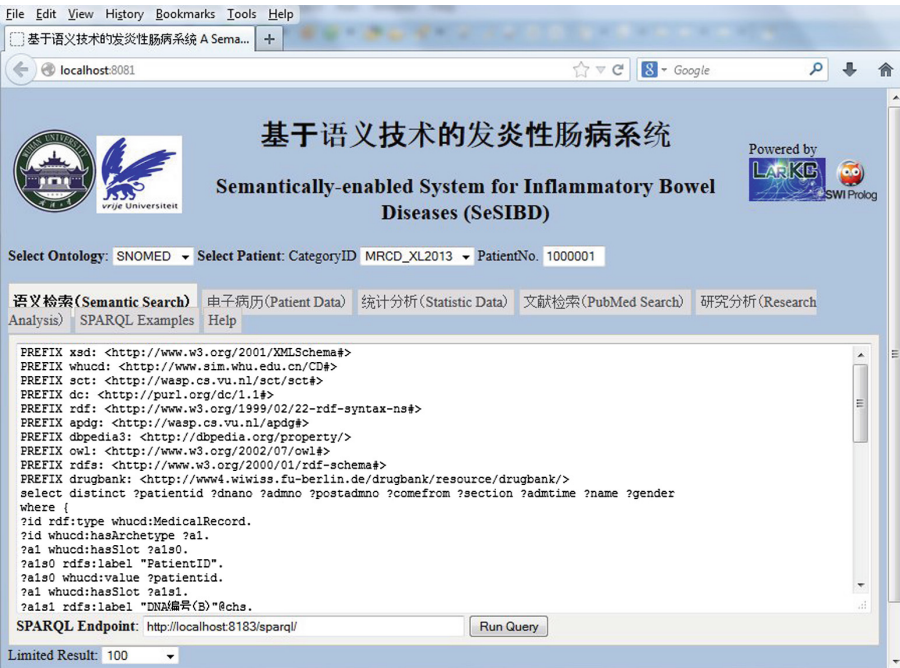 File Edit View History Bookmarks Tools Help
基于语义技术的发炎性肠病系统 A Sema... +
localhost:8081
8 Google
基于语义技术的发炎性肠病系统
Semantically-enabled System for Inflammatory Bowel
Diseases (SeSIBD)
WUHAN UNIVERSITY
vrije Universiteit
Powered by
LarKC
SWI Prolog
Select Ontology: SNOMED Select Patient: CategoryID MRCD_XL2013 PatientNo. 1000001
语义检索(Semantic Search) 电子病历(Patient Data) 统计分析(Statistic Data) 文献检索(PubMed Search) 研究分析(Research
Analysis) SPARQL Examples Help
PREFIX xsd: <http://www.w3.org/2001/XMLSchema#>
PREFIX whucd: <http://www.sim.whu.edu.cn/CD#>
PREFIX sct: <http://wasp.cs.vu.nl/sct/sct#>
PREFIX dc: <http://purl.org/dc/1.1#>
PREFIX rdf: <http://www.w3.org/1999/02/22-rdf-syntax-ns#>
PREFIX apdg: <http://wasp.cs.vu.nl/apdg#>
PREFIX dbpedia3: <http://dbpedia.org/property/>
PREFIX owl: <http://www.w3.org/2002/07/owl#>
PREFIX rdfs: <http://www.w3.org/2000/01/rdf-schema#>
PREFIX drugbank: <http://www4.wiwiss.fu-berlin.de/drugbank/resource/drugbank/>
select distinct ?patientid ?dnano ?admno ?postadmno ?comefrom ?section ?admtime ?name ?gender
where {
?id rdf:type whucd:MedicalRecord.
?id whucd:hasArchetype ?a1.
?a1 whucd:hasSlot ?a1s0.
?a1s0 rdfs:label "PatientID".
?a1s0 whucd:value ?patientid.
?a1 whucd:hasSlot ?a1s1.
?a1s1 rdfs:label "DNA编号(B)"@chs.
SPARQL Endpoint: http://localhost:8183/sparql/ Run Query
Limited Result: 100